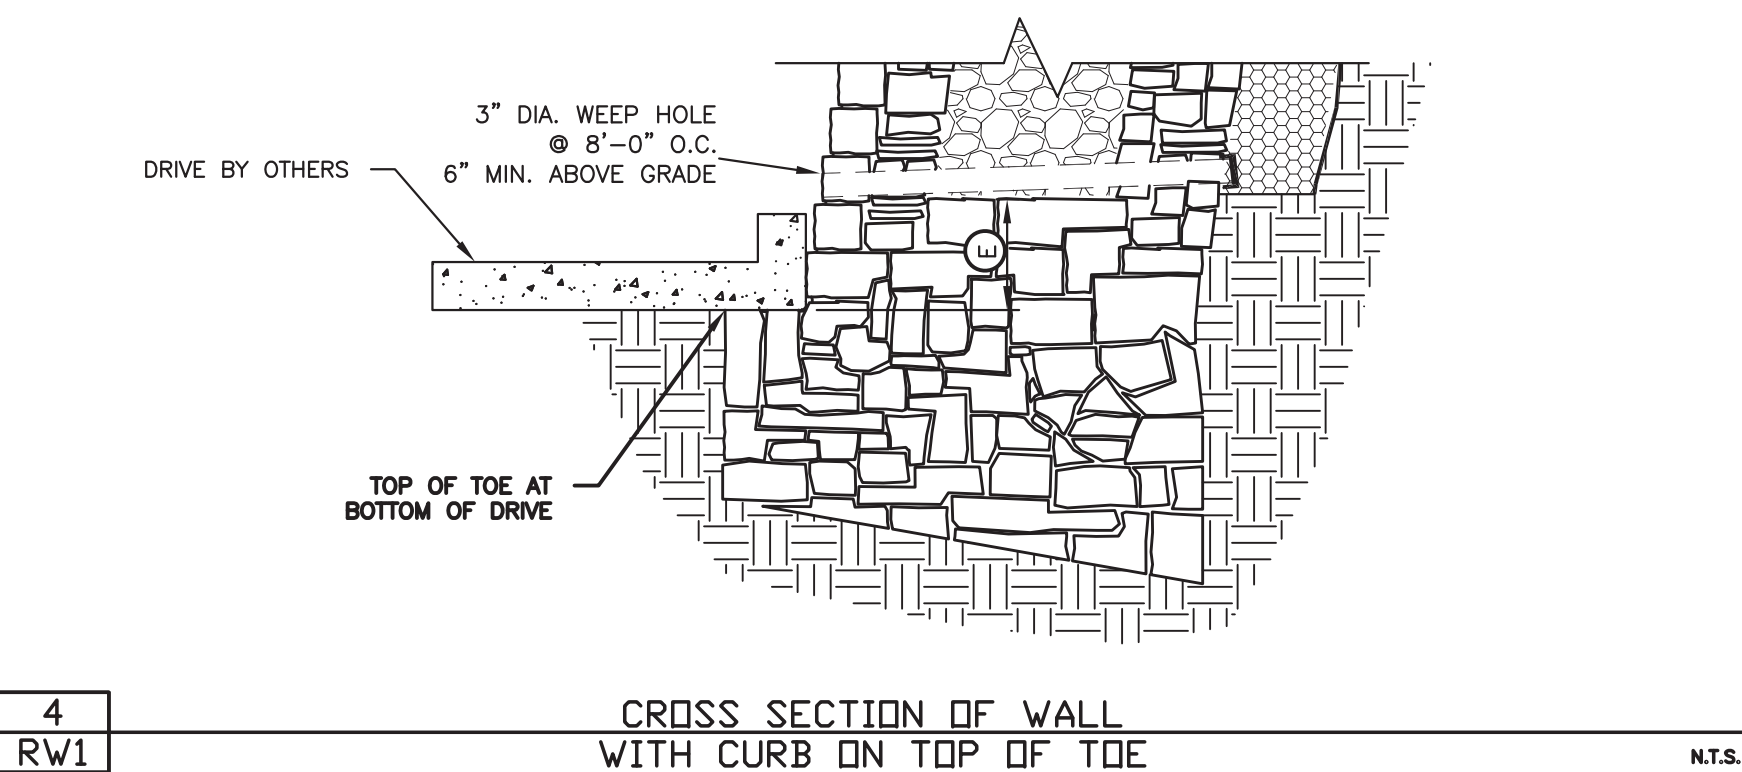 3” DIA. WEEP HOLE
@ 8’–0” O.C.
6” MIN. ABOVE GRADE
DRIVE BY OTHERS
E
TOP OF TOE AT
BOTTOM OF DRIVE
4
RW1
CROSS SECTION OF WALL
WITH CURB ON TOP OF TOE
N.T.S.